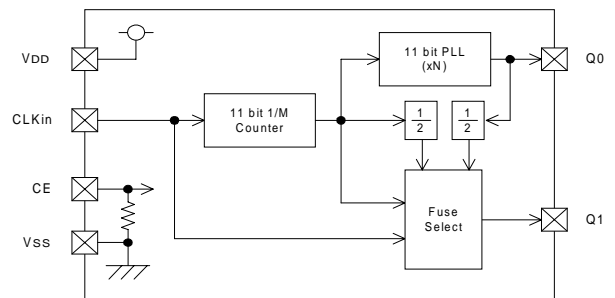 VDD
CLKin
CE
VSS
11 bit 1/M
Counter
11 bit PLL
(xN)
1
2
1
2
Fuse
Select
Q0
Q1